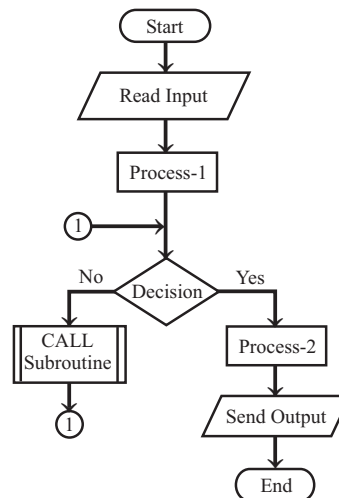 Start
Read Input
Process-1
1
Decision
No
Yes
CALL
Subroutine
1
Process-2
Send Output
End